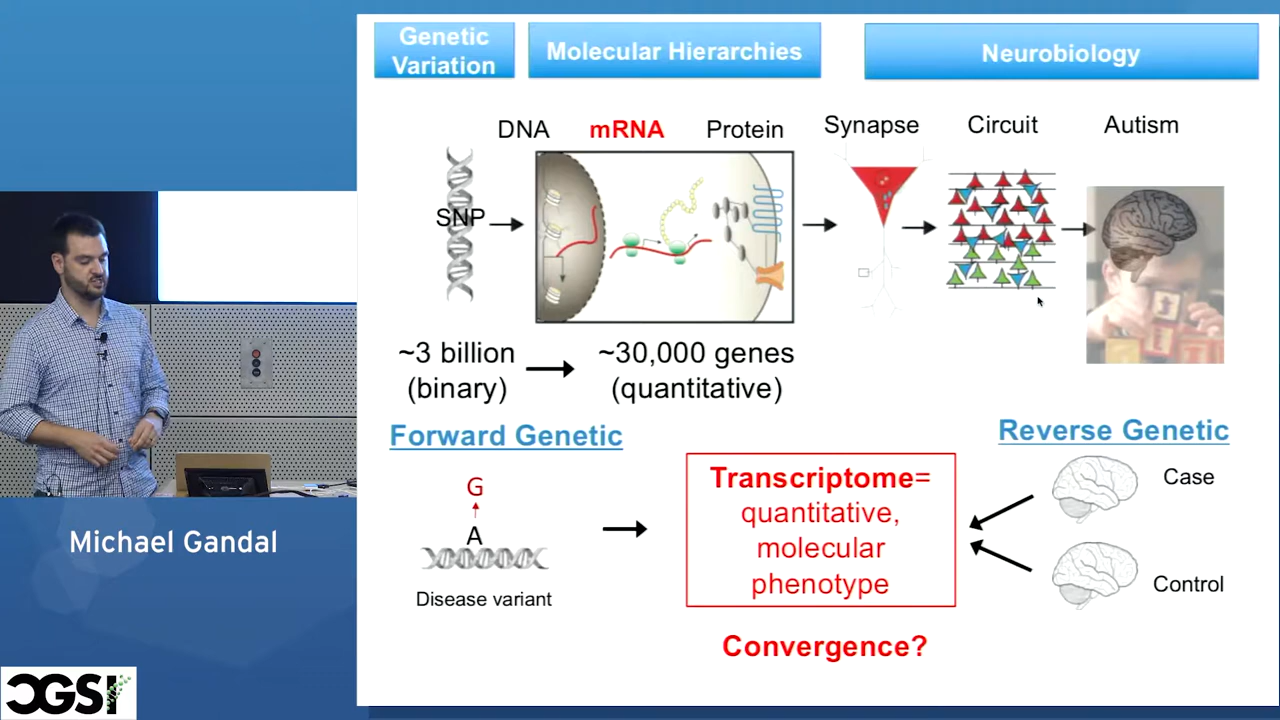 Genetic
Variation
Molecular Hierarchies
Neurobiology
DNA
mRNA
Protein
Synapse
Circuit
Autism
SNP
~3 billion
(binary)
~30,000 genes
(quantitative)
Forward Genetic
Reverse Genetic
G
A
Disease variant
Transcriptome=
quantitative,
molecular
phenotype
Case
Control
Convergence?
Michael Gandal
CGSI